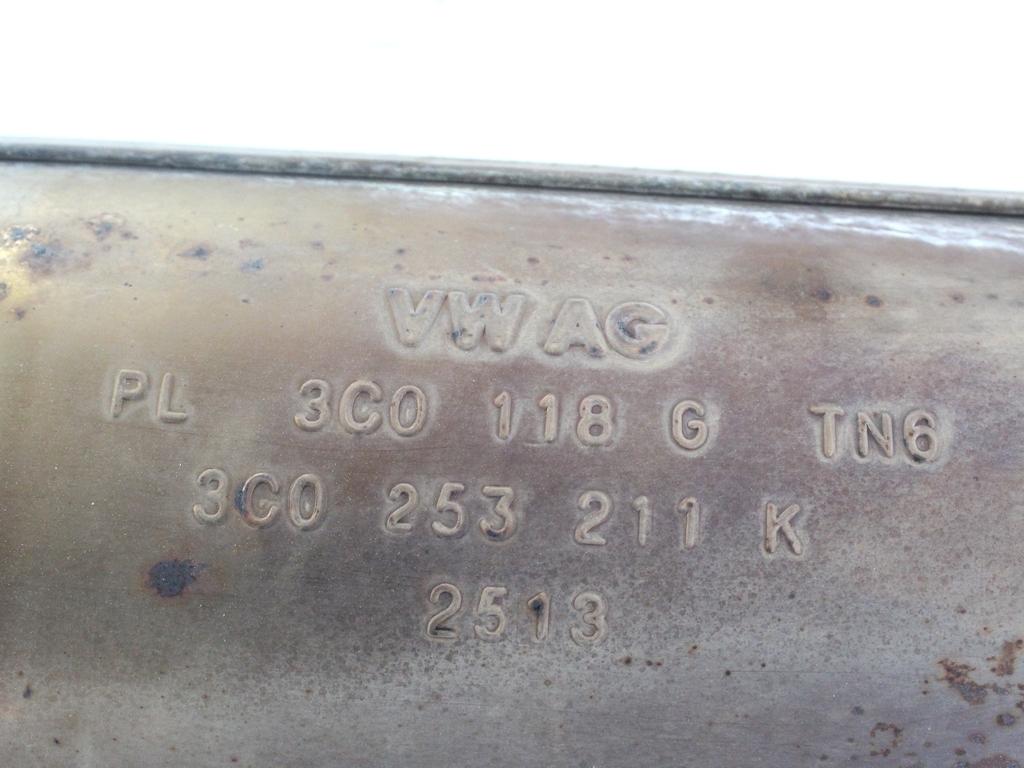 VW AG
PL 3C0 118 G TN6
3C0 253 211 K
2513